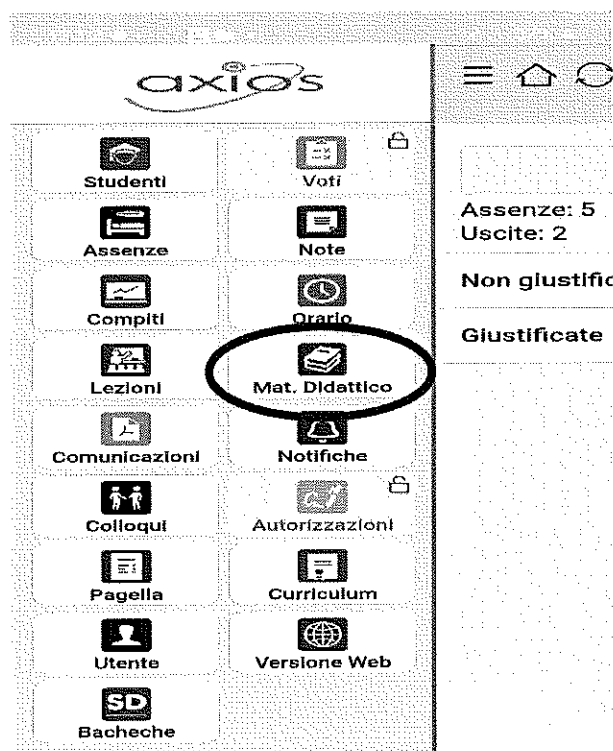 axios
Studenti
Voti
Assenze
Note
Compiti
Orario
Lezioni
Mat. Didattico
Comunicazioni
Notifiche
Colloqui
Autorizzazioni
Pagella
Curriculum
Utente
Versione Web
SD
Bacheche
Assenze: 5
Uscite: 2
Non giustific
Giustificate